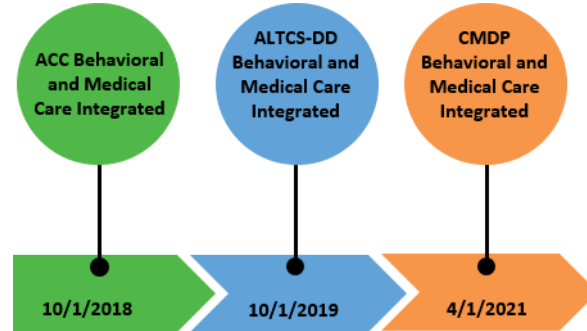 ACC Behavioral
and Medical
Care Integrated
ALTCS-DD
Behavioral and
Medical Care
Integrated
CMDP
Behavioral and
Medical Care
Integrated
10/1/2018
10/1/2019
4/1/2021